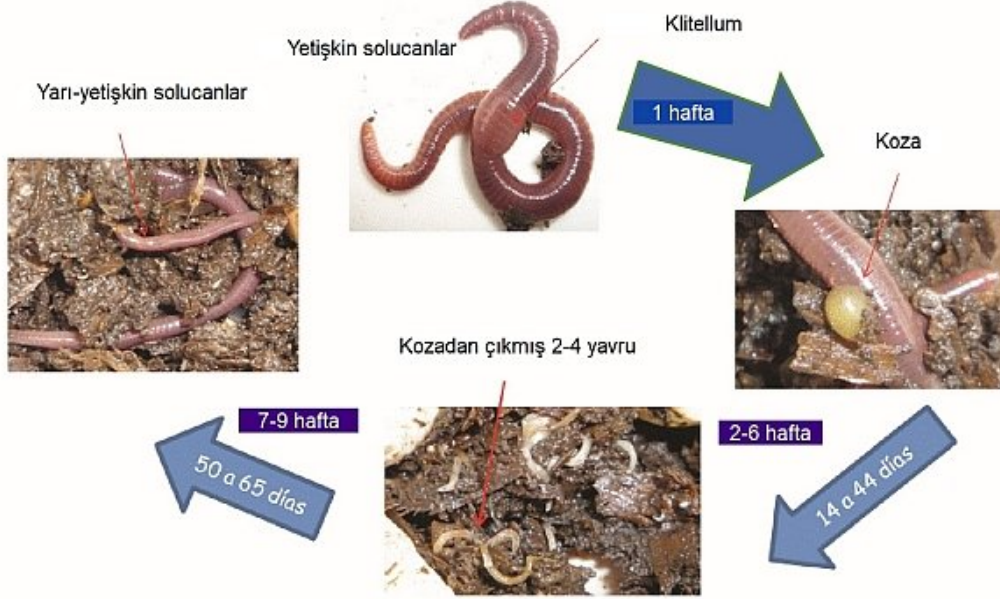 Klitellum
Yetişkin solucanlar
Yarı-yetişkin solucanlar
1 hafta
Koza
Kozadan çıkmış 2-4 yavru
7-9 hafta
2-6 hafta
50 a 65 días
14 a 44 días